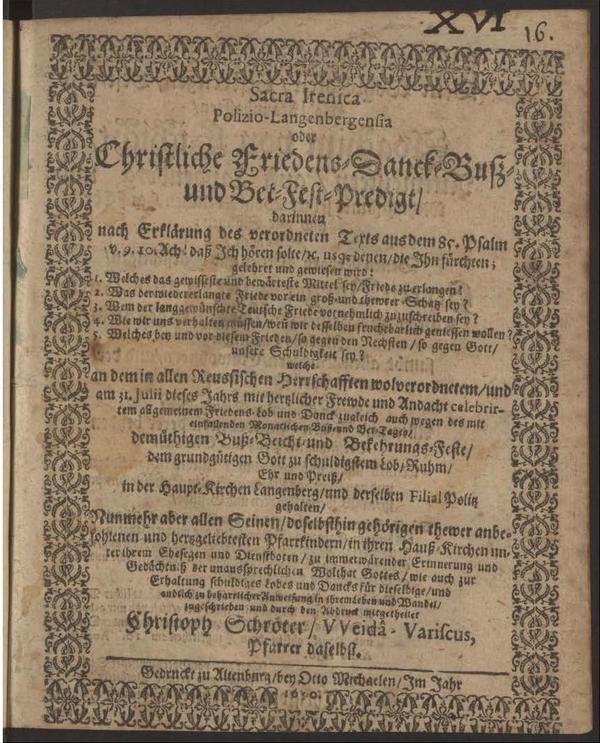 XVI 16.
Sacra Irenica
Polizio-Langenbergensia
oder
Christliche Friedens-Danck-Buß-
und Bet-Fest-Predigt/
darinnen
nach Erklärung des verordneten Texts aus dem 85. Psalm
v. 9. 10. Ach! daß Ich hören solte/ꝛc. usq; denen/die Ihn fürchten;
gelehret und gewiesen wird:
1. Welches das gewisseste und bewärteste Mittel sey/Friede zu erlangen?
2. Was der wiedererlangte Friede vor ein groß und thewrer Schatz sey?
3. Wem der langgewünschte Teutsche Friede vornehmlich zuzuschreiben sey?
4. Wie wir uns verhalten müssen/weñ wir desselben fruchtbarlich geniessen wollen?
5. Welches bey und vor diesem Frieden/so gegen den Nechsten/so gegen Gott/
unsere Schuldigkeit sey?
welche
an dem in allen Reussischen Herrschafften wolverordnetem/und
am 31. Julii dieses Jahrs mit hertzlicher Frewde und Andacht celebrir-
tem allgemeinem Friedens-Lob und Danck zugleich auch wegen des mit
einfallenden Monatlichen Buß-und Bet-Tages/
demüthigen Buß-Beicht-und Bekehrungs-Feste/
dem grundgütigen Gott zu schuldigstem Lob/Ruhm/
Ehr und Preiß/
in der Haupt-Kirchen Langenberg/und derselben Filial Politz
gehalten/
Nunmehr aber allen Seinen/doselbsthin gehörigen thewer anbe-
fohlenen und hertzgeliebtesten Pfarrkindern/in ihren Hauß-Kirchen un-
ter ihrem Ehesegen und Dienstboten/zu immerwärender Erinnerung und
Gedächtniß der unaussprechlichen Wolthat Gottes/wie auch zur
Erhaltung schuldiges Lobes und Dancks für dieselbige/und
endlich zu beharrlicher Anweisung in ihrem Leben und Wandel/
zugeschrieben und durch den Abdruck mitgetheilet
Christoph Schröter/VVeidâ-Variscus,
Pfarrer daselbst.
Gedruckt zu Altenburg/bey Otto Michaelen/Im Jahr
1650.